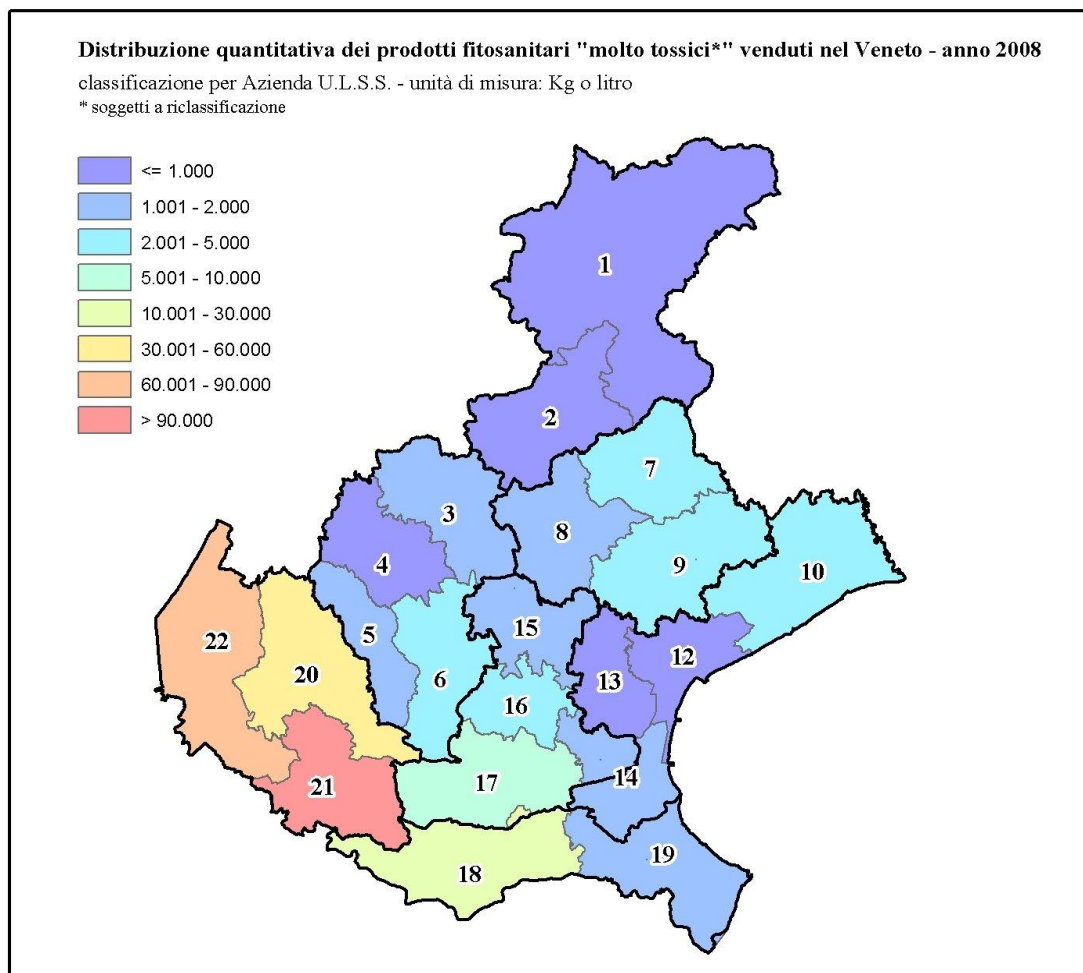 Distribuzione quantitativa dei prodotti fitosanitari "molto tossici*" venduti nel Veneto - anno 2008
classificazione per Azienda U.L.S.S. - unità di misura: Kg o litro
* soggetti a riclassificazione
<= 1.000
1.001 - 2.000
2.001 - 5.000
5.001 - 10.000
10.001 - 30.000
30.001 - 60.000
60.001 - 90.000
> 90.000
1
2
7
3
8
4
9
10
15
5
22
12
20
6
13
16
14
17
21
19
18